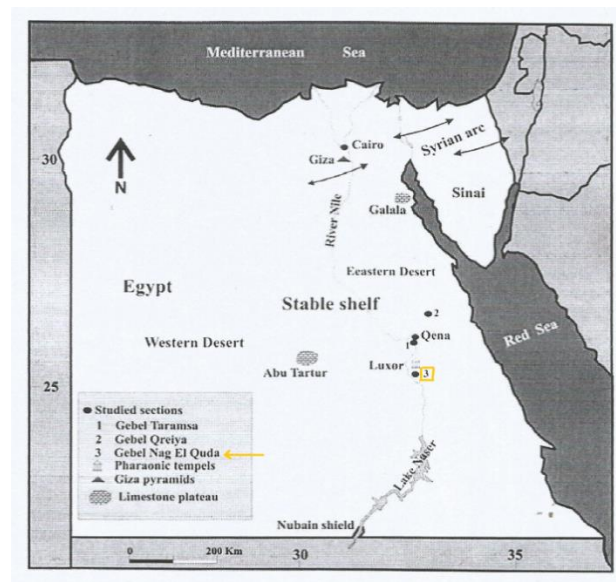 Mediterranean Sea
30
Cairo
Giza
Syrian arc
N
Sinai
River Nile
Galala
Eeastern Desert
Egypt
Stable shelf
2
Western Desert
Qena
1
Red Sea
Luxor
Abu Tartur
3
25
Studied sections
1 Gebel Taramsa
2 Gebel Qreiya
3 Gebel Nag El Quda
Pharaonic tempels
Giza pyramids
Limestone plateau
Lake Naser
Nubain shield
0 200 Km
30
35